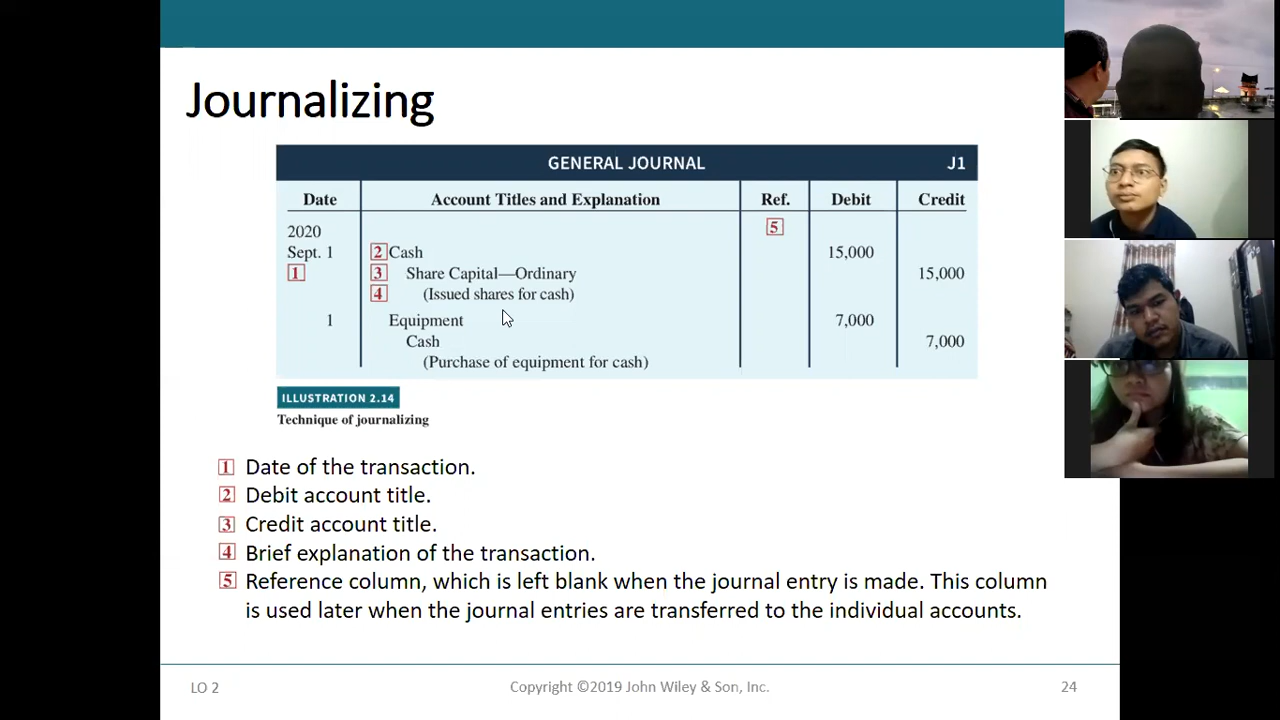 Journalizing
GENERAL JOURNAL J1
Date Account Titles and Explanation Ref. Debit Credit
2020 5
Sept. 1 2 Cash 15,000
1 3 Share Capital—Ordinary 15,000
4 (Issued shares for cash)
1 Equipment 7,000
Cash 7,000
(Purchase of equipment for cash)
ILLUSTRATION 2.14
Technique of journalizing
1 Date of the transaction.
2 Debit account title.
3 Credit account title.
4 Brief explanation of the transaction.
5 Reference column, which is left blank when the journal entry is made. This column
is used later when the journal entries are transferred to the individual accounts.
LO 2 Copyright ©2019 John Wiley & Son, Inc. 24